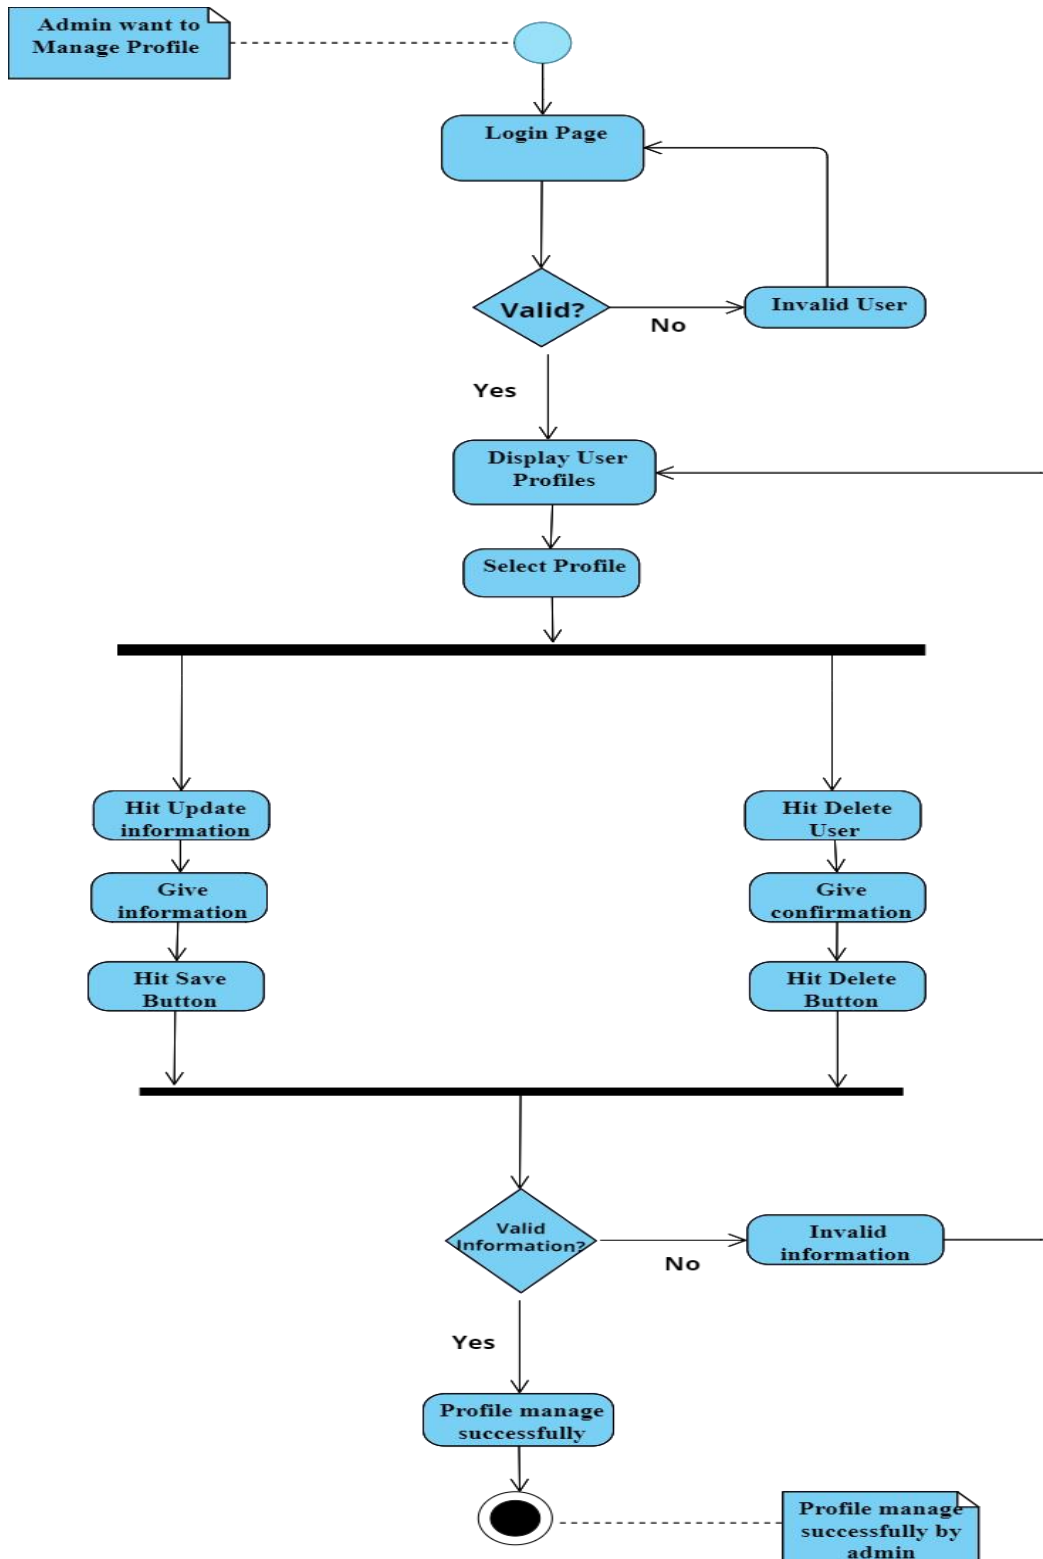 Admin want to
Manage Profile
Login Page
Valid?
No
Invalid User
Yes
Display User
Profiles
Select Profile
Hit Update
information
Hit Delete
User
Give
information
Give
confirmation
Hit Save
Button
Hit Delete
Button
Valid
Information?
No
Invalid
information
Yes
Profile manage
successfully
Profile manage
successfully by
admin